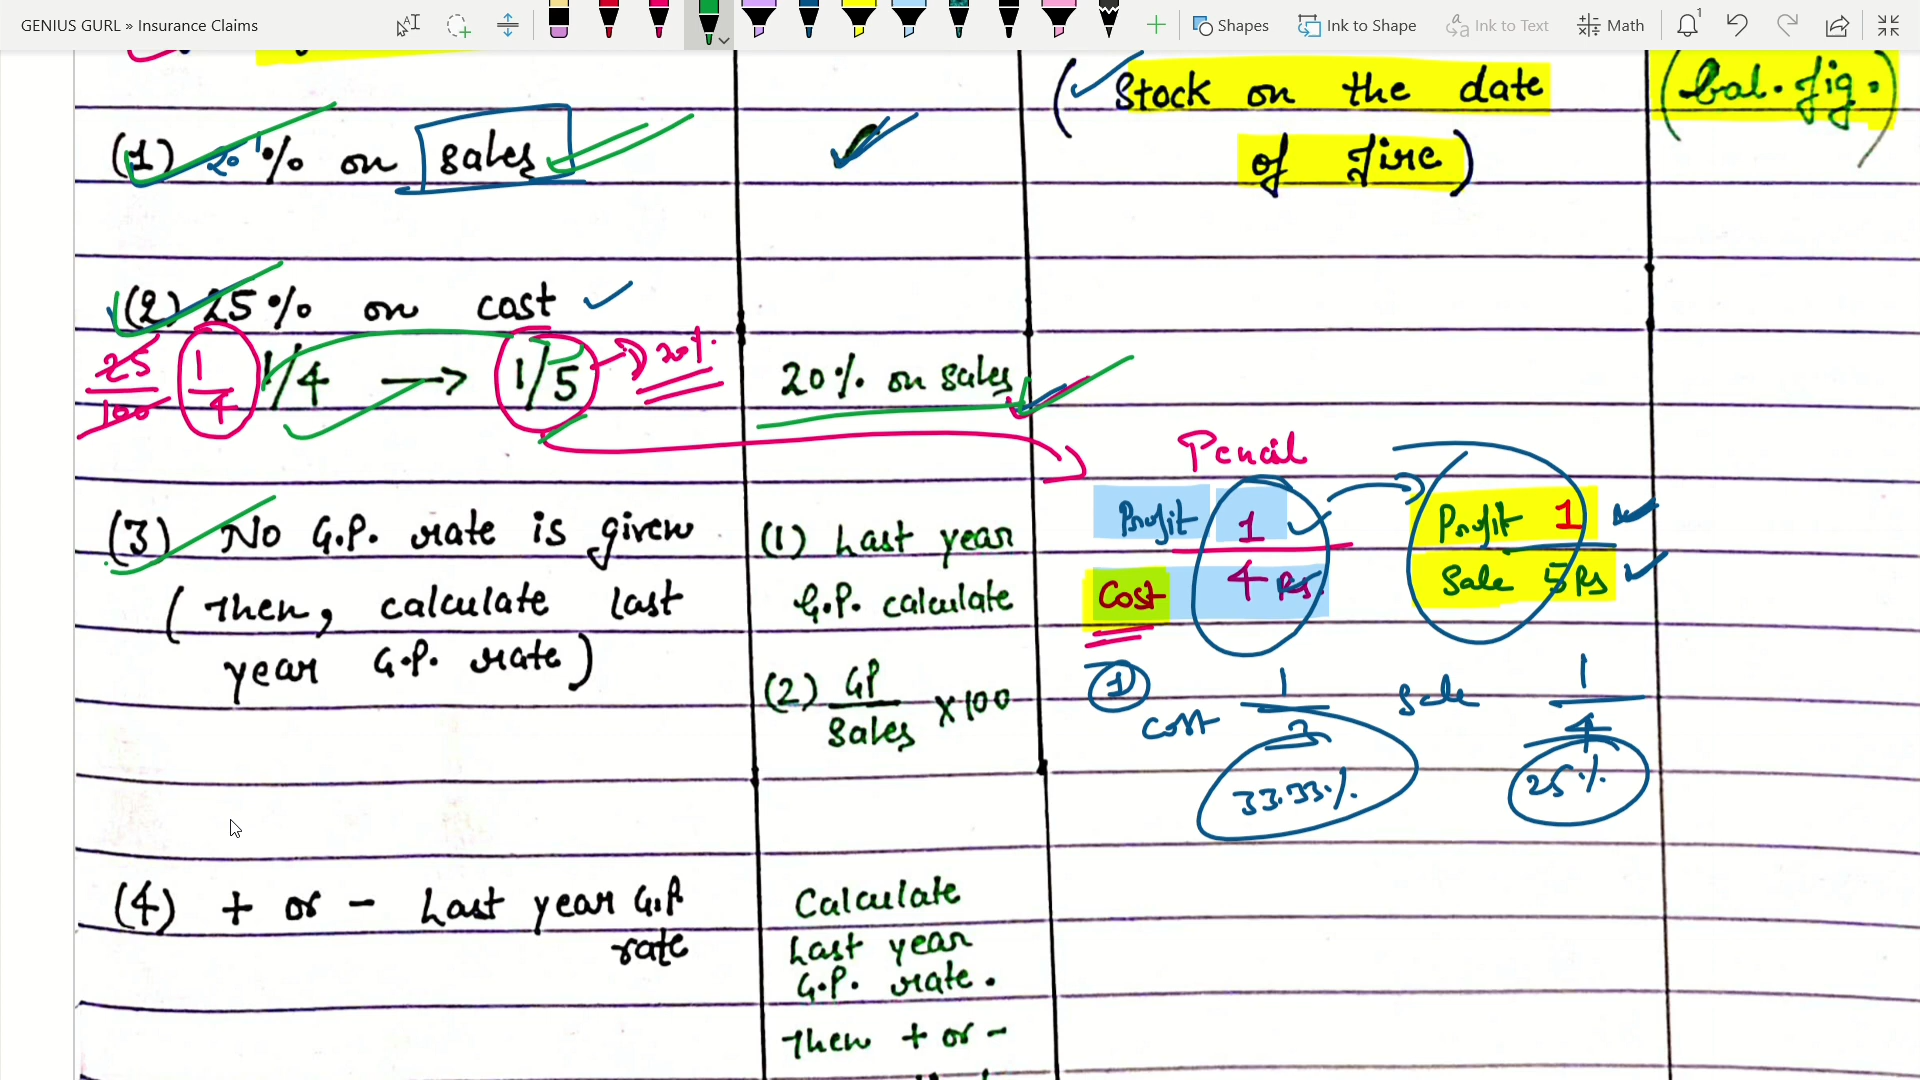 GENIUS GURL » Insurance Claims
Shapes
Ink to Shape
Ink to Text
Math
1
(Stock on the date
of fire)
(bal. fig.)
(1) 20% on sales
(2) 25% on cost
25/100 1/4 1/4 → 1/5 → 20%
20% on sales
Pencil
Profit 1
Cost 4 Rs.
Profit 1
Sale 5 Rs
(3) No G.P. rate is given
(Then, calculate last
year G.P. rate)
(1) Last year
G.P. calculate
(2) GP/Sales × 100
① cost 1/3 sale 1/4
33.33% 25%
(4) + or - Last year G.P
rate
Calculate
Last year
G.P. rate.
Then + or -